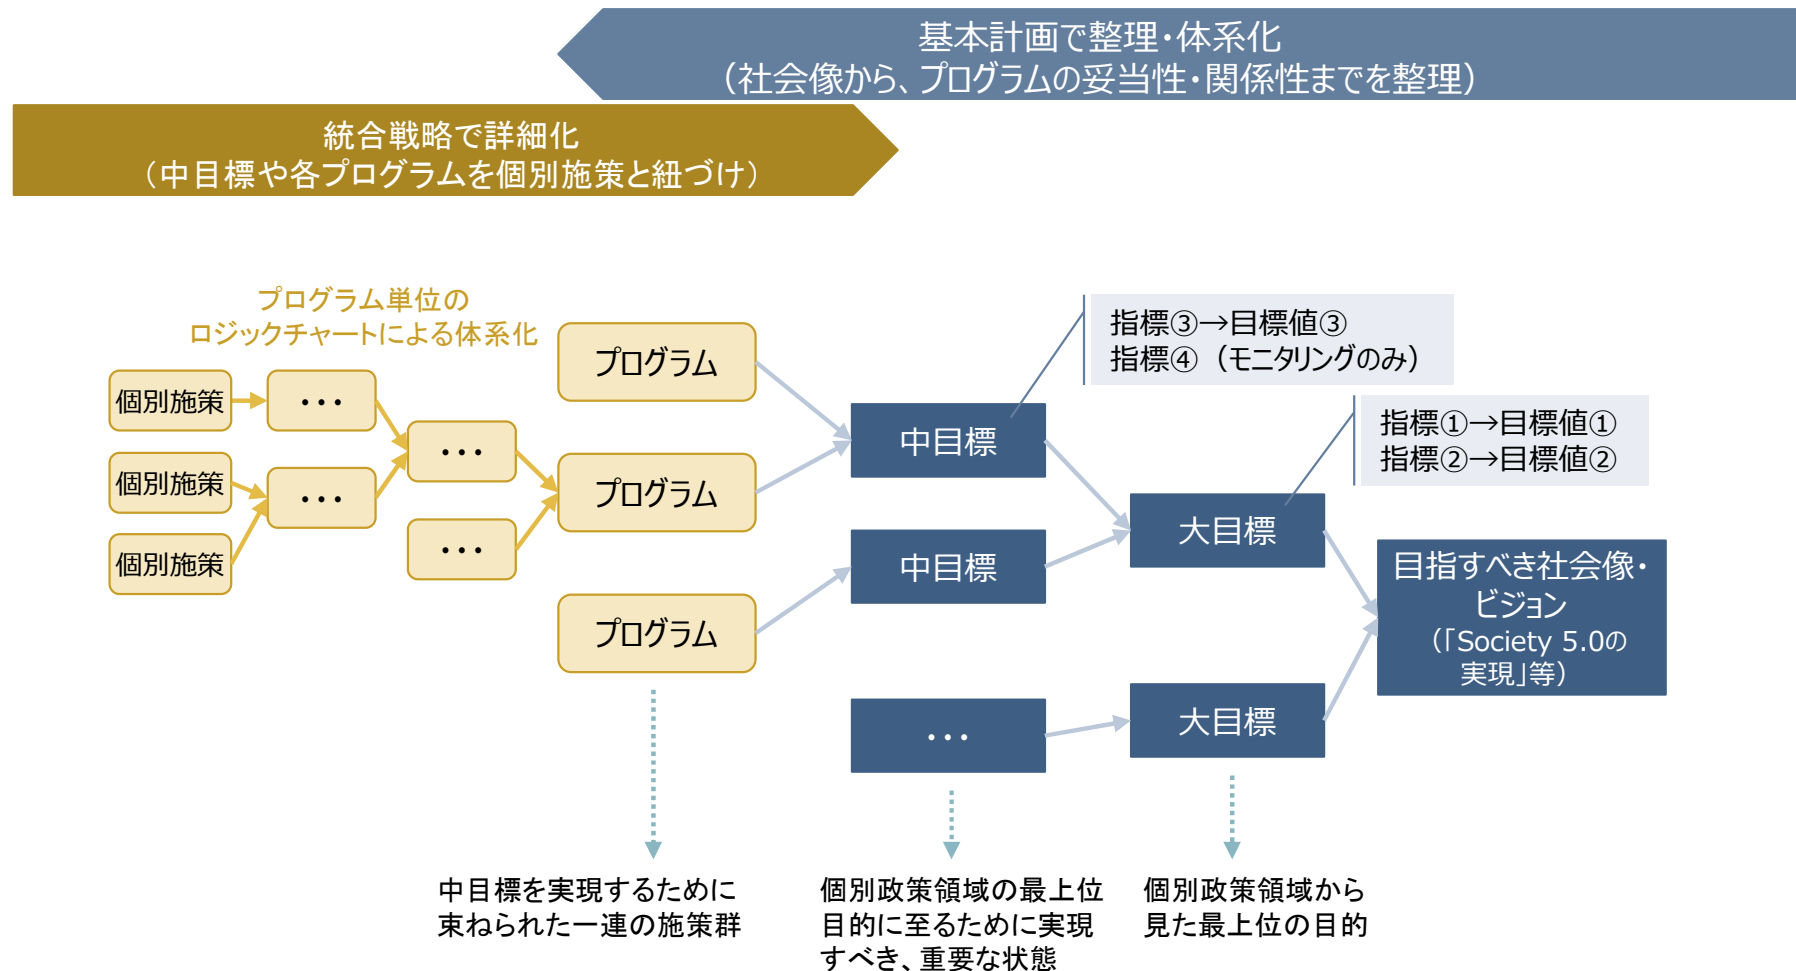 基本計画で整理・体系化
（社会像から、プログラムの妥当性・関係性までを整理）
統合戦略で詳細化
（中目標や各プログラムを個別施策と紐づけ）
プログラム単位の
ロジックチャートによる体系化
個別施策
個別施策
個別施策
・・・
・・・
・・・
・・・
プログラム
プログラム
プログラム
指標③→目標値③
指標④（モニタリングのみ）
指標①→目標値①
指標②→目標値②
中目標
中目標
・・・
大目標
大目標
目指すべき社会像・
ビジョン
（「Society 5.0の
実現」等）
中目標を実現するために
束ねられた一連の施策群
個別政策領域の最上位
目的に至るために実現
すべき、重要な状態
個別政策領域から
見た最上位の目的